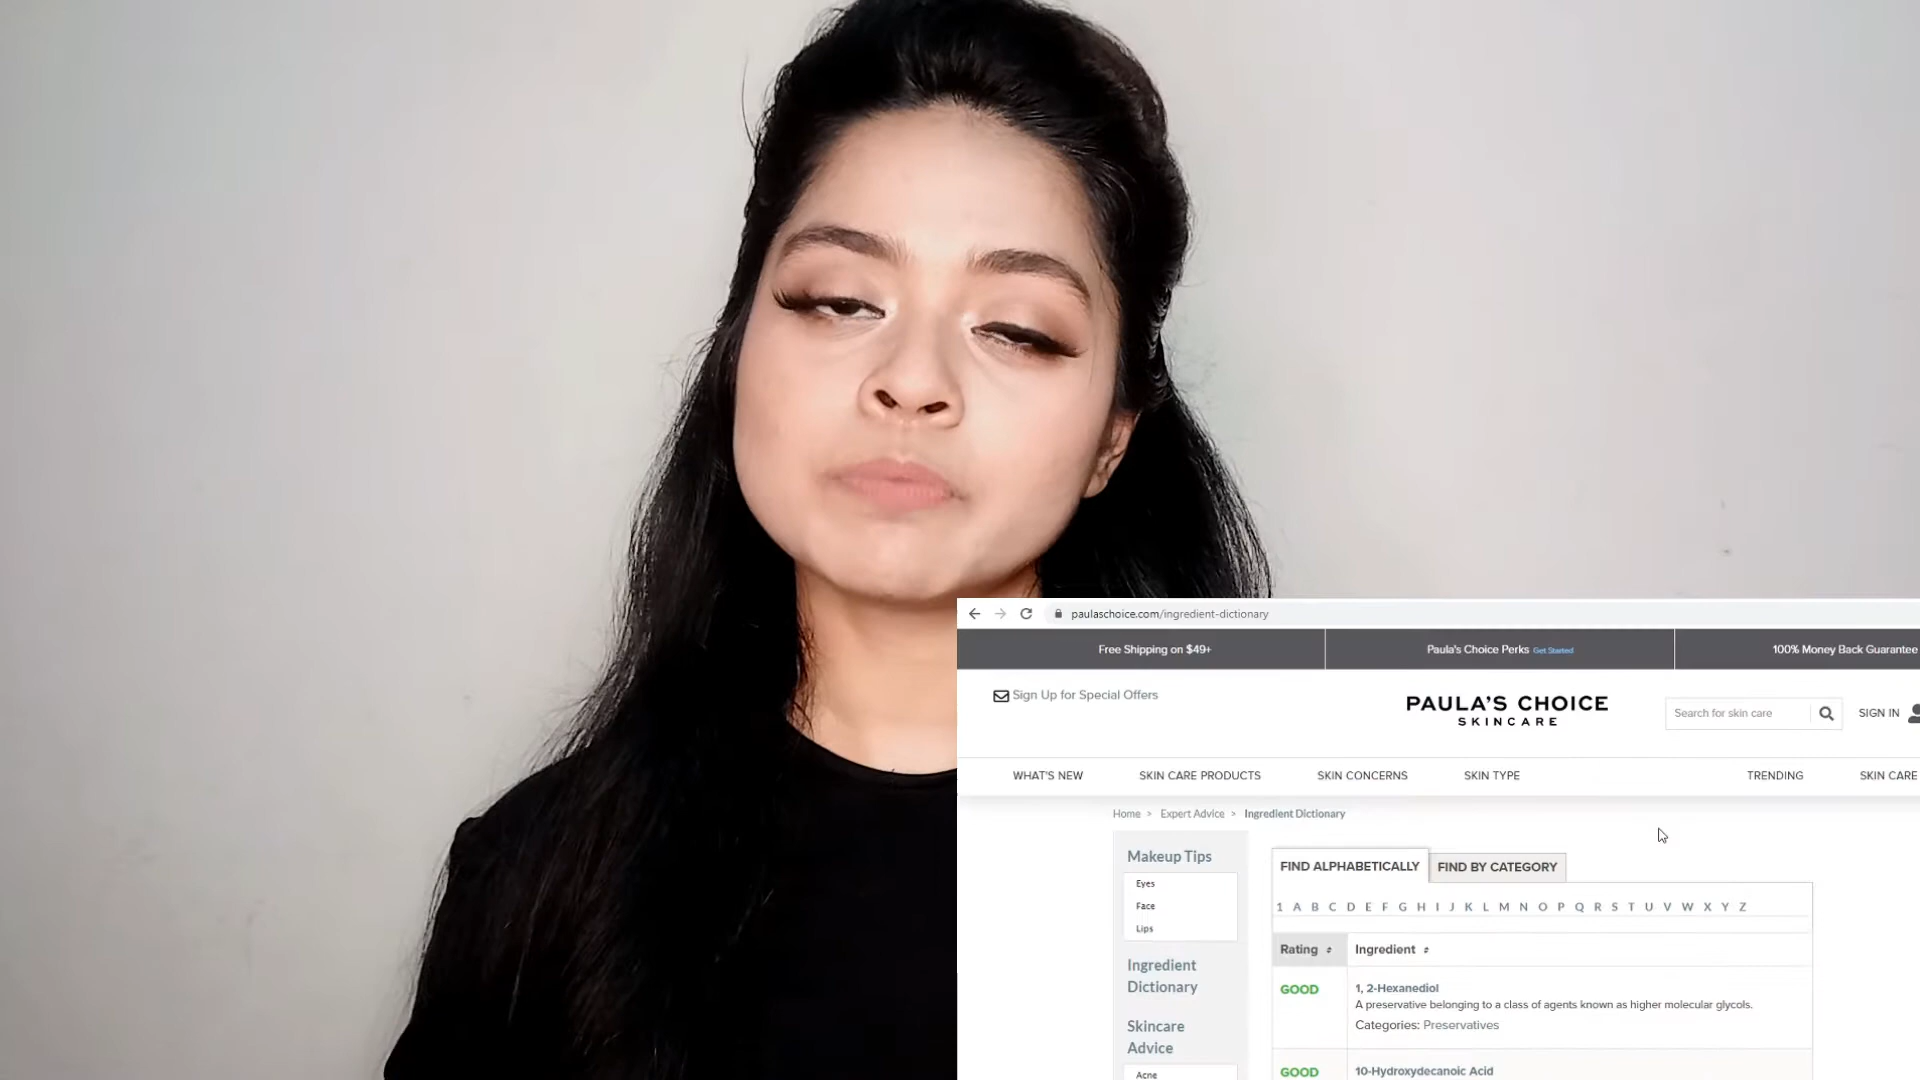 paulaschoice.com/ingredient-dictionary
Free Shipping on $49+
Paula's Choice Perks Get Started
100% Money Back Guarantee
Sign Up for Special Offers
PAULA'S CHOICE
SKINCARE
Search for skin care
SIGN IN
WHAT'S NEW
SKIN CARE PRODUCTS
SKIN CONCERNS
SKIN TYPE
TRENDING
SKIN CARE
Home > Expert Advice > Ingredient Dictionary
Makeup Tips
Eyes
Face
Lips
Ingredient
Dictionary
Skincare
Advice
Acne
FIND ALPHABETICALLY
FIND BY CATEGORY
1 A B C D E F G H I J K L M N O P Q R S T U V W X Y Z
Rating
Ingredient
GOOD
1, 2-Hexanediol
A preservative belonging to a class of agents known as higher molecular glycols.
Categories: Preservatives
GOOD
10-Hydroxydecanoic Acid